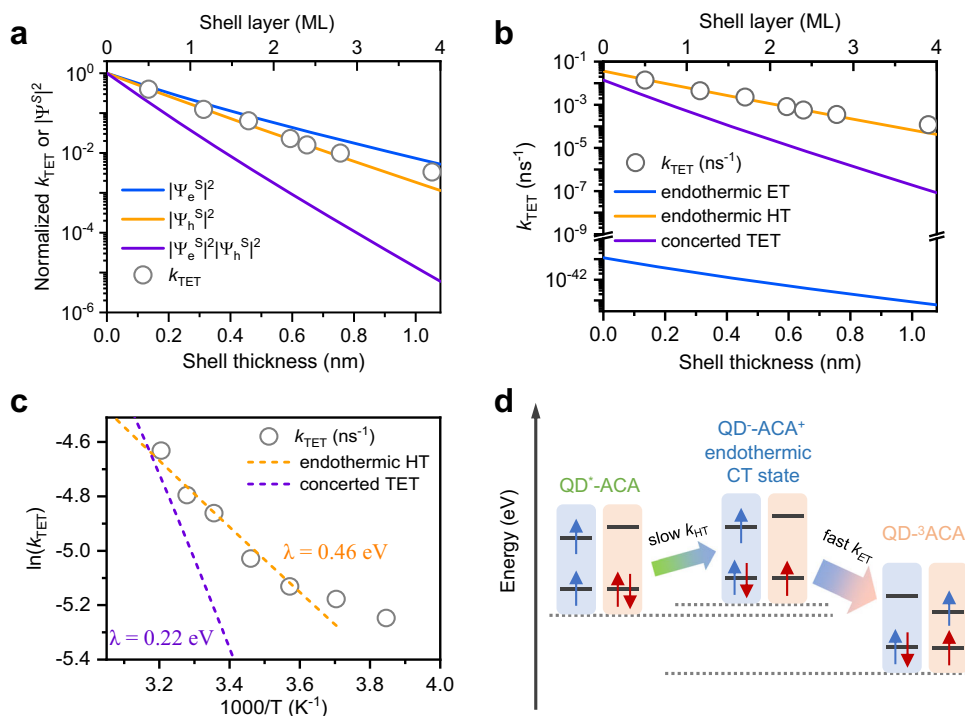 a
Shell layer (ML)
0 1 2 3 4
Normalized k_TET or |Ψ^S|²
10⁰
10⁻²
10⁻⁴
10⁻⁶
|Ψ_e^S|²
|Ψ_h^S|²
|Ψ_e^S|²|Ψ_h^S|²
k_TET
0.0 0.2 0.4 0.6 0.8 1.0
Shell thickness (nm)
b
Shell layer (ML)
0 1 2 3 4
k_TET (ns⁻¹)
10⁻¹
10⁻³
10⁻⁵
10⁻⁷
10⁻⁹
10⁻⁴²
k_TET (ns⁻¹)
endothermic ET
endothermic HT
concerted TET
0.0 0.2 0.4 0.6 0.8 1.0
Shell thickness (nm)
c
ln(k_TET)
-4.6
-4.8
-5.0
-5.2
-5.4
k_TET (ns⁻¹)
endothermic HT
concerted TET
λ = 0.46 eV
λ = 0.22 eV
3.2 3.4 3.6 3.8 4.0
1000/T (K⁻¹)
d
Energy (eV)
QD*-ACA
slow k_HT
QD⁻-ACA⁺
endothermic
CT state
fast k_ET
QD-³ACA